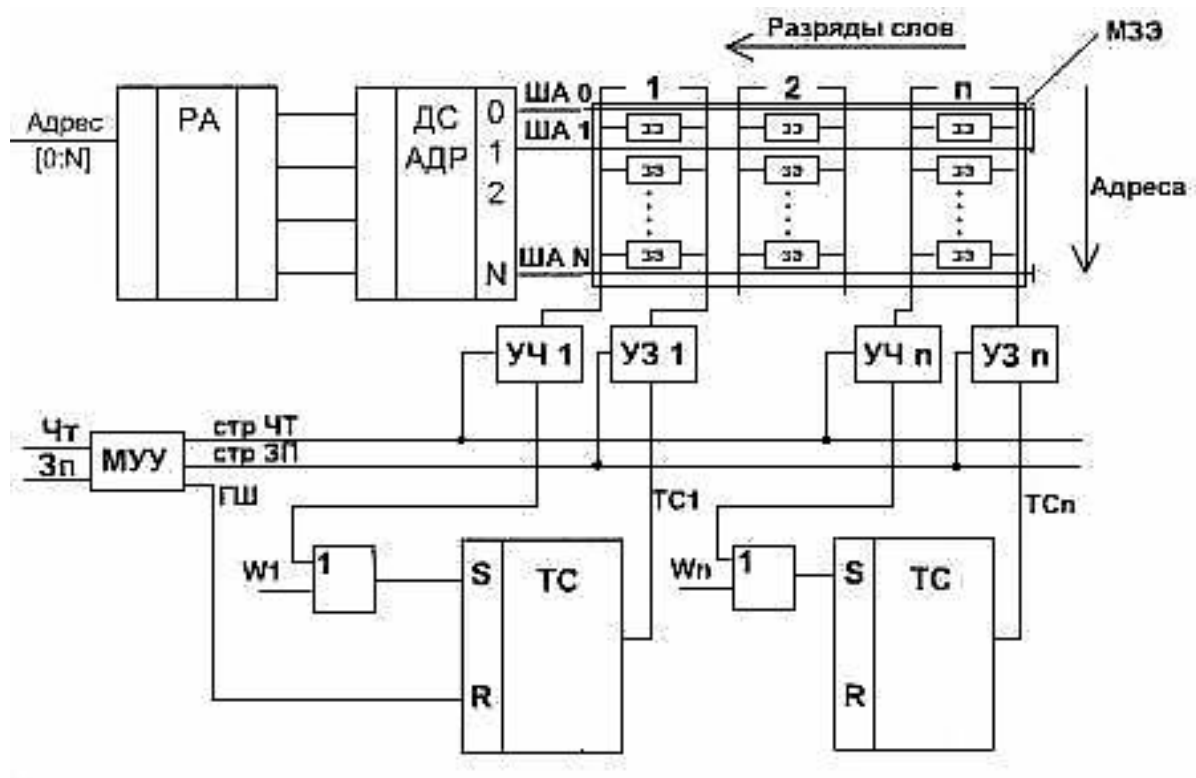 Разряды слов
МЗЭ
Адрес
[0:N]
РА
ДС
АДР
0
1
2
N
ША 0
ША 1
ША N
1
2
n
ЗЭ
ЗЭ
ЗЭ
ЗЭ
ЗЭ
ЗЭ
ЗЭ
ЗЭ
ЗЭ
Адреса
УЧ 1
УЗ 1
УЧ n
УЗ n
Чт
Зп
МУУ
стр ЧТ
стр ЗП
ГШ
ТС1
ТСn
W1
1
S
ТС
R
Wn
1
S
ТС
R